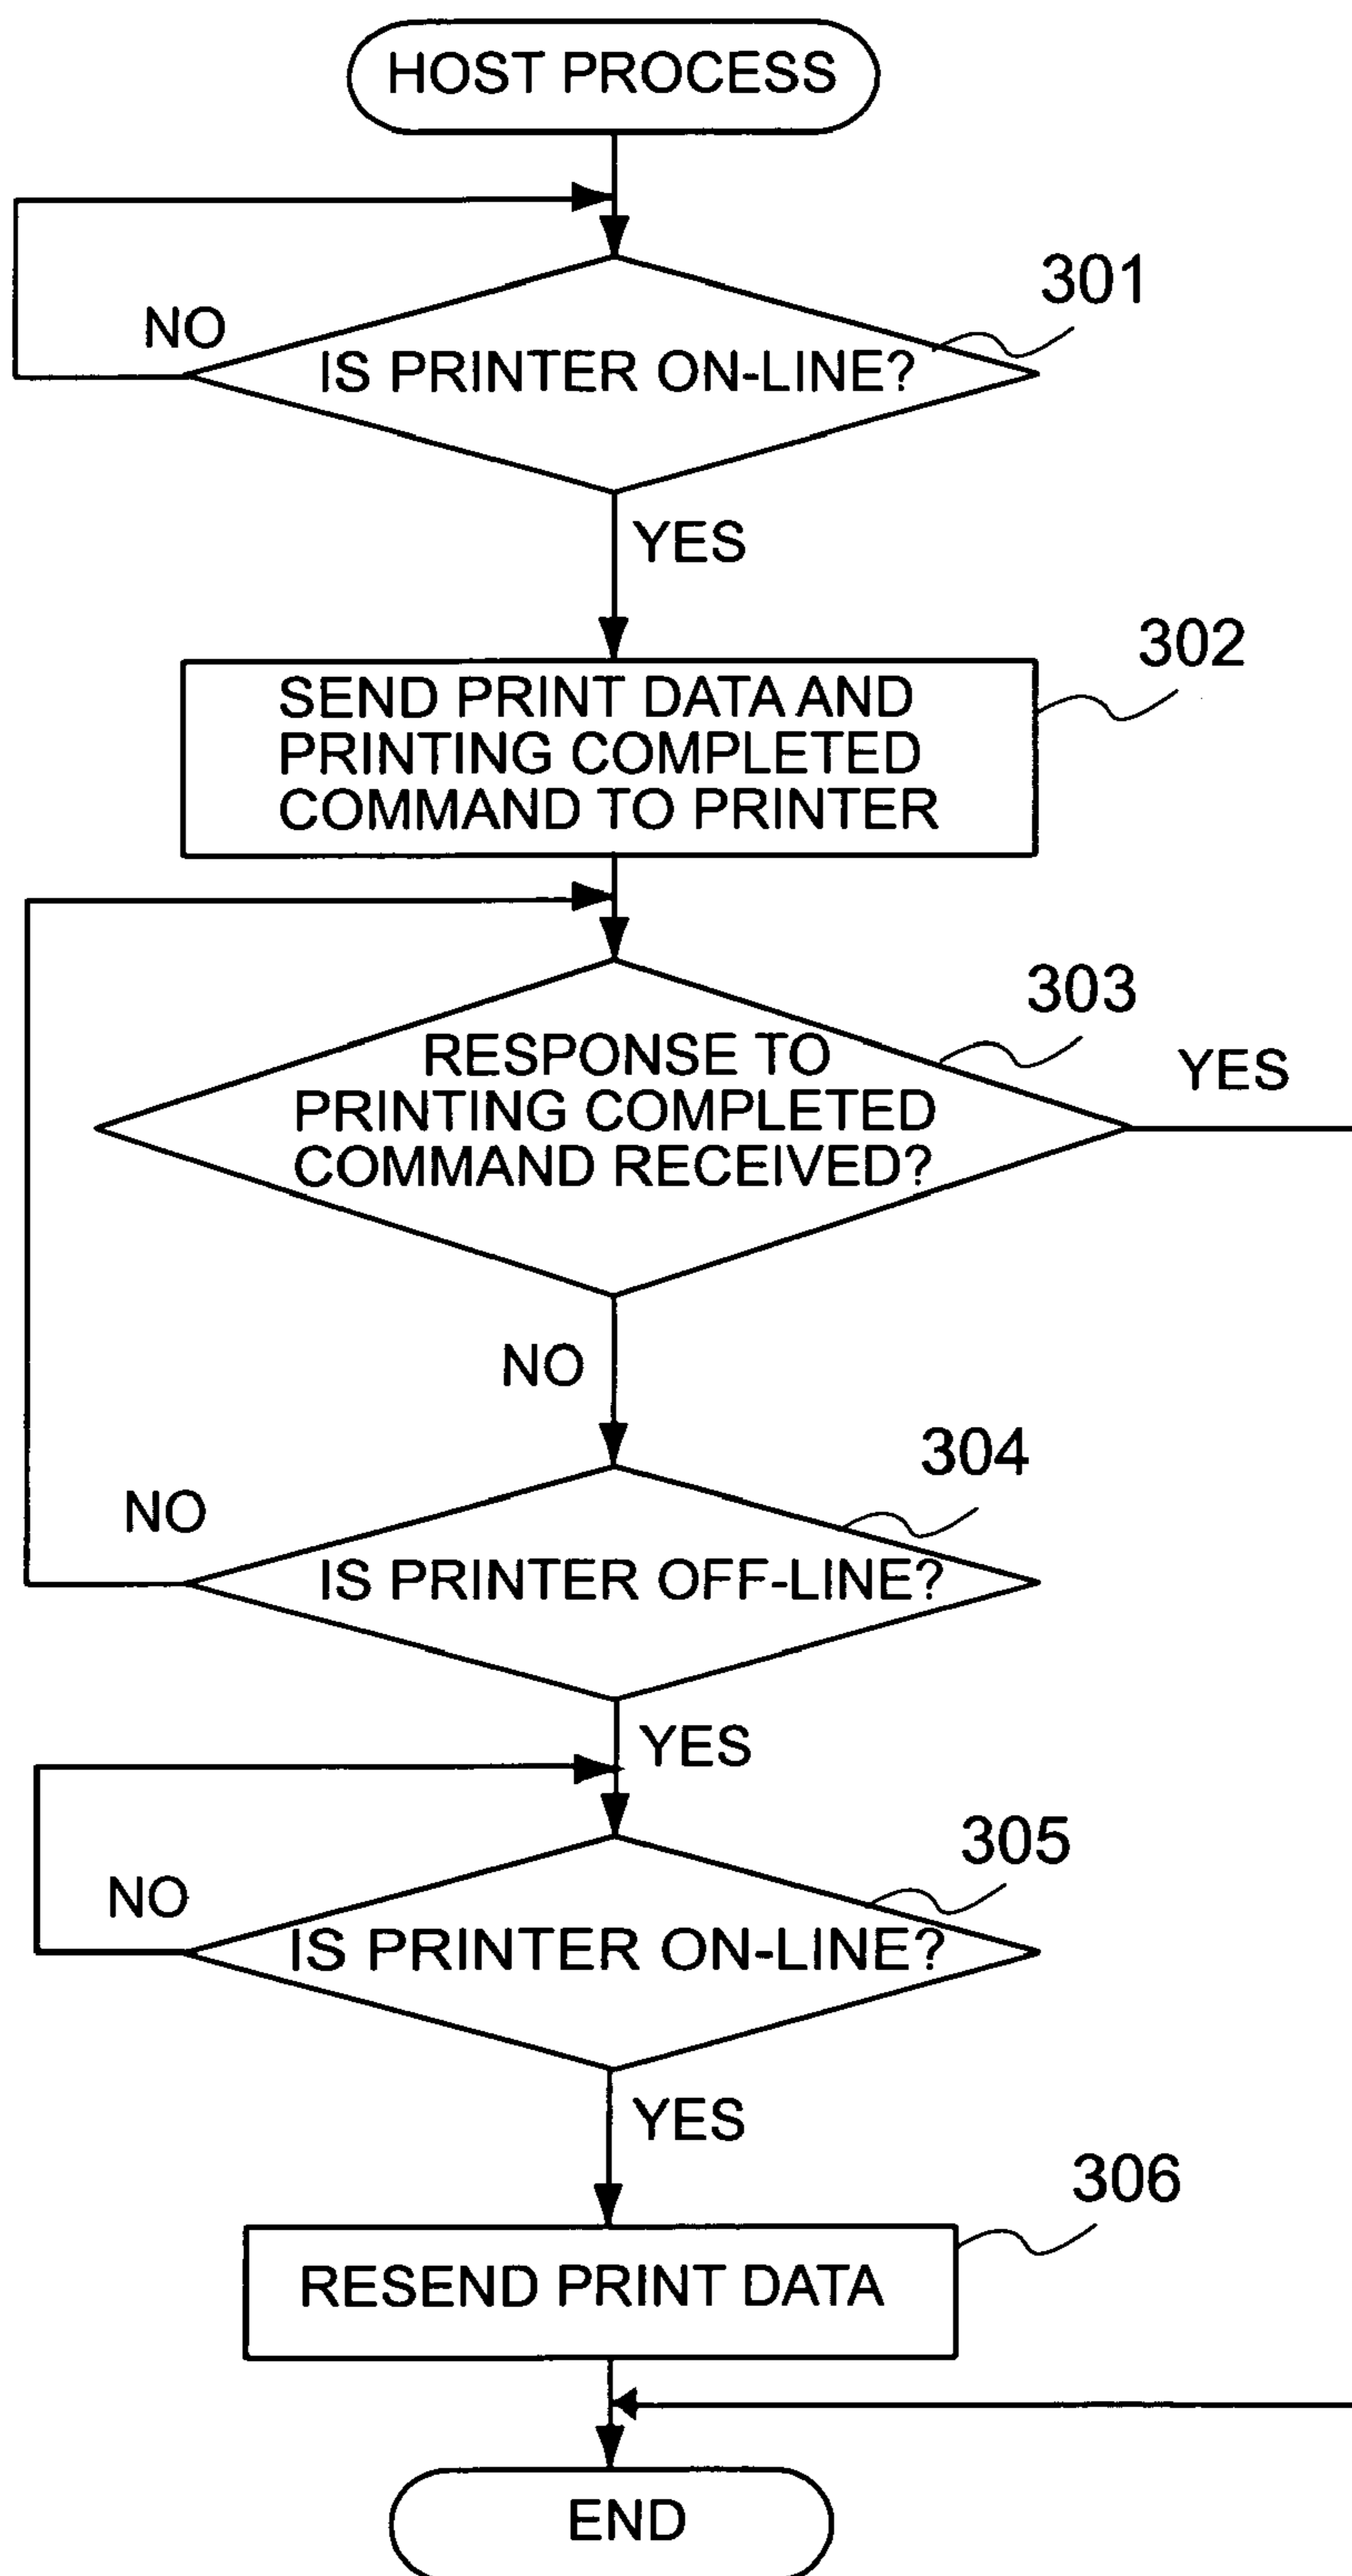 HOST PROCESS
301
NO
IS PRINTER ON-LINE?
YES
302
SEND PRINT DATA AND
PRINTING COMPLETED
COMMAND TO PRINTER
303
YES
RESPONSE TO
PRINTING COMPLETED
COMMAND RECEIVED?
NO
304
NO
IS PRINTER OFF-LINE?
YES
305
NO
IS PRINTER ON-LINE?
YES
306
RESEND PRINT DATA
END